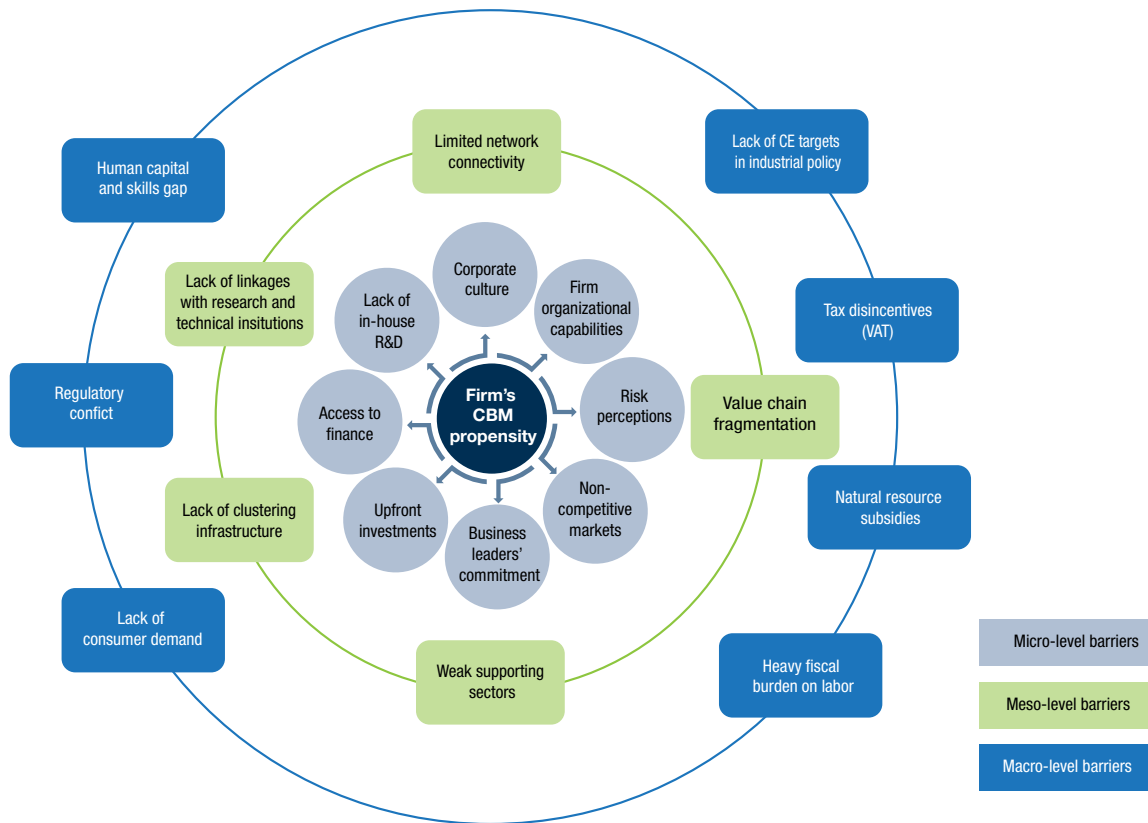 Human capital
and skills gap
Limited network
connectivity
Lack of CE targets
in industrial policy
Lack of linkages
with research and
technical insitutions
Corporate
culture
Firm
organizational
capabilities
Lack of
in-house
R&D
Tax disincentives
(VAT)
Regulatory
confict
Access to
finance
Firm's
CBM
propensity
Risk
perceptions
Value chain
fragmentation
Lack of clustering
infrastructure
Upfront
investments
Business
leaders'
commitment
Non-
competitive
markets
Natural resource
subsidies
Lack of
consumer demand
Weak supporting
sectors
Heavy fiscal
burden on labor
Micro-level barriers
Meso-level barriers
Macro-level barriers